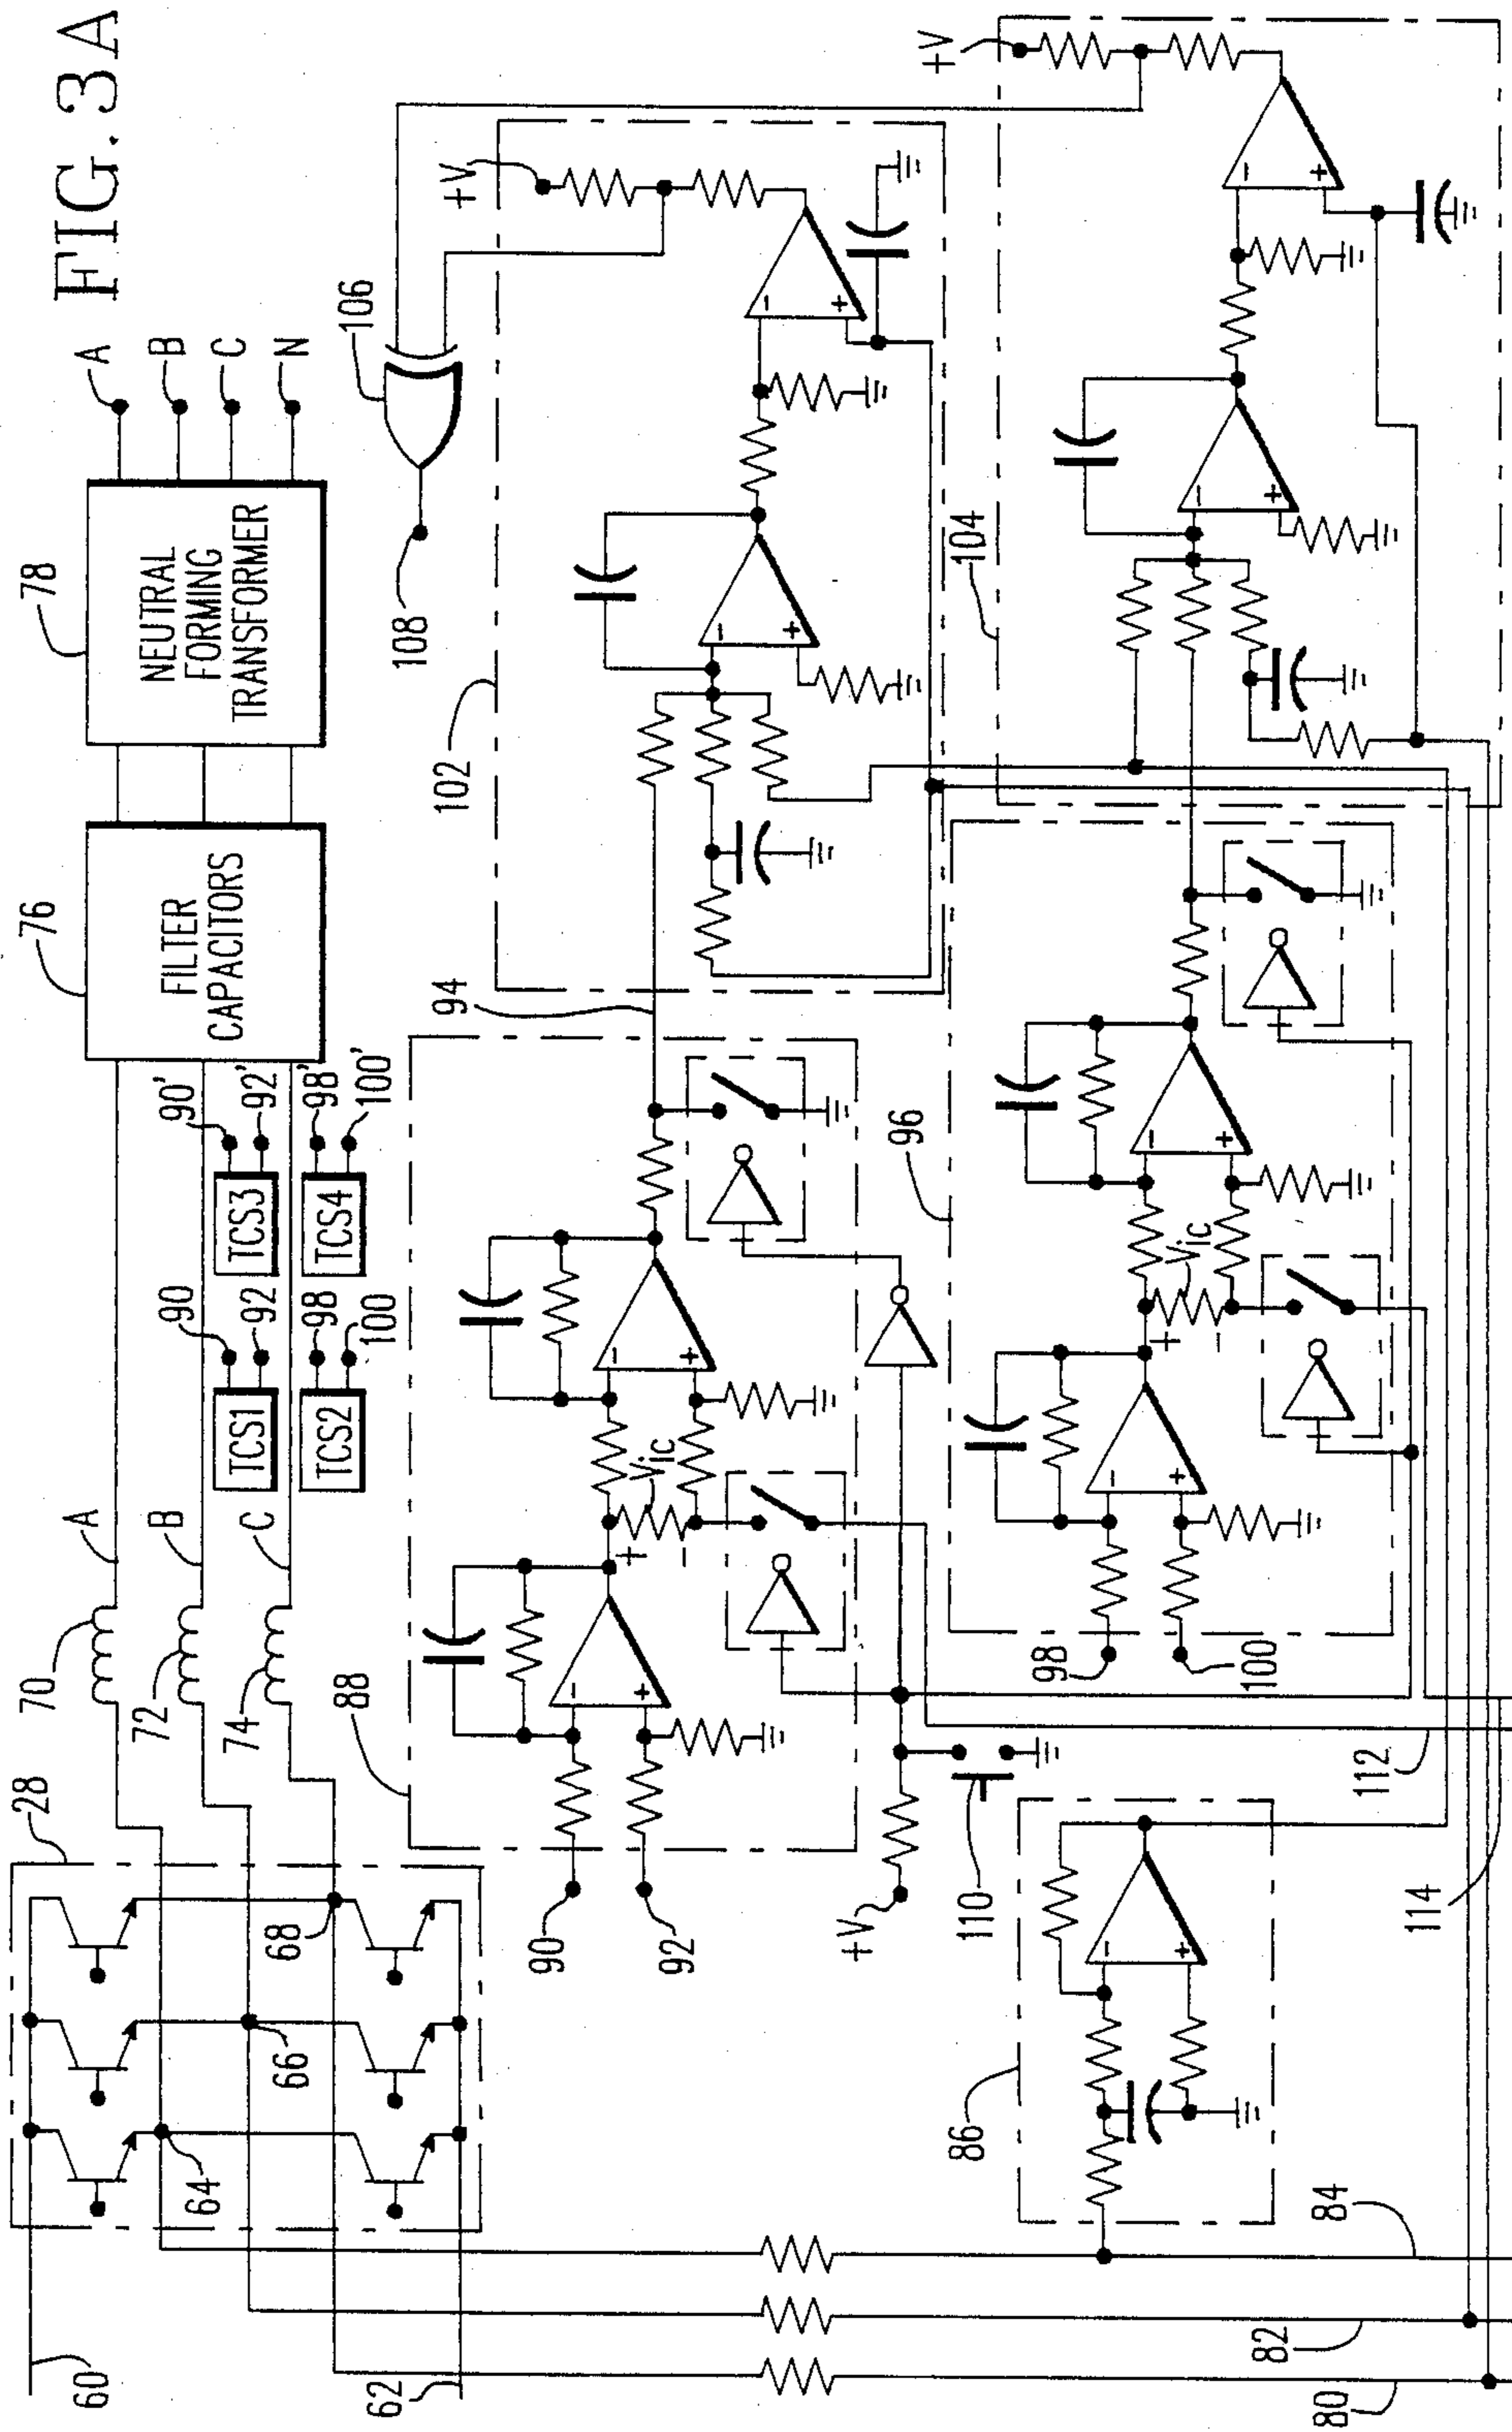 FIG. 3A
28
60
62
64
66
68
70
72
74
A
B
C
76
FILTER
CAPACITORS
78
NEUTRAL
FORMING
TRANSFORMER
A
B
C
N
TCS1
90
92
TCS2
98
100
TCS3
90'
92'
TCS4
98'
100'
106
108
88
90
92
- +
+ Vic -
- +
94
102
- +
- +
+V
+V
110
112
114
96
98
100
- +
+ Vic -
- +
104
- +
- +
+V
86
- +
84
82
80